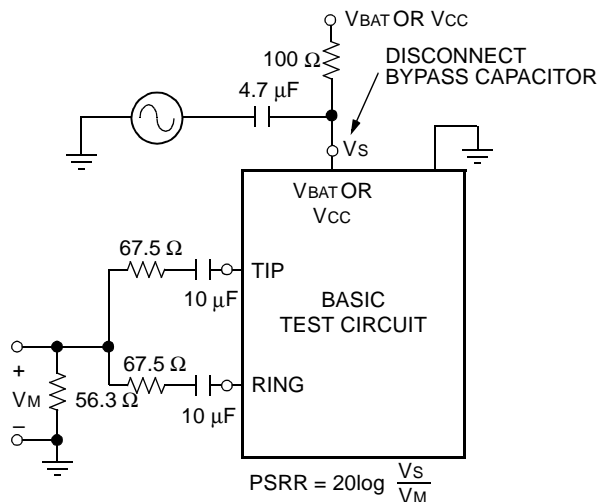 VBAT OR VCC
100 Ω
DISCONNECT
BYPASS CAPACITOR
4.7 μF
VS
VBAT OR
VCC
67.5 Ω
TIP
10 μF
BASIC
TEST CIRCUIT
67.5 Ω
+
VM
56.3 Ω
RING
10 μF
–
PSRR = 20log VS
VM